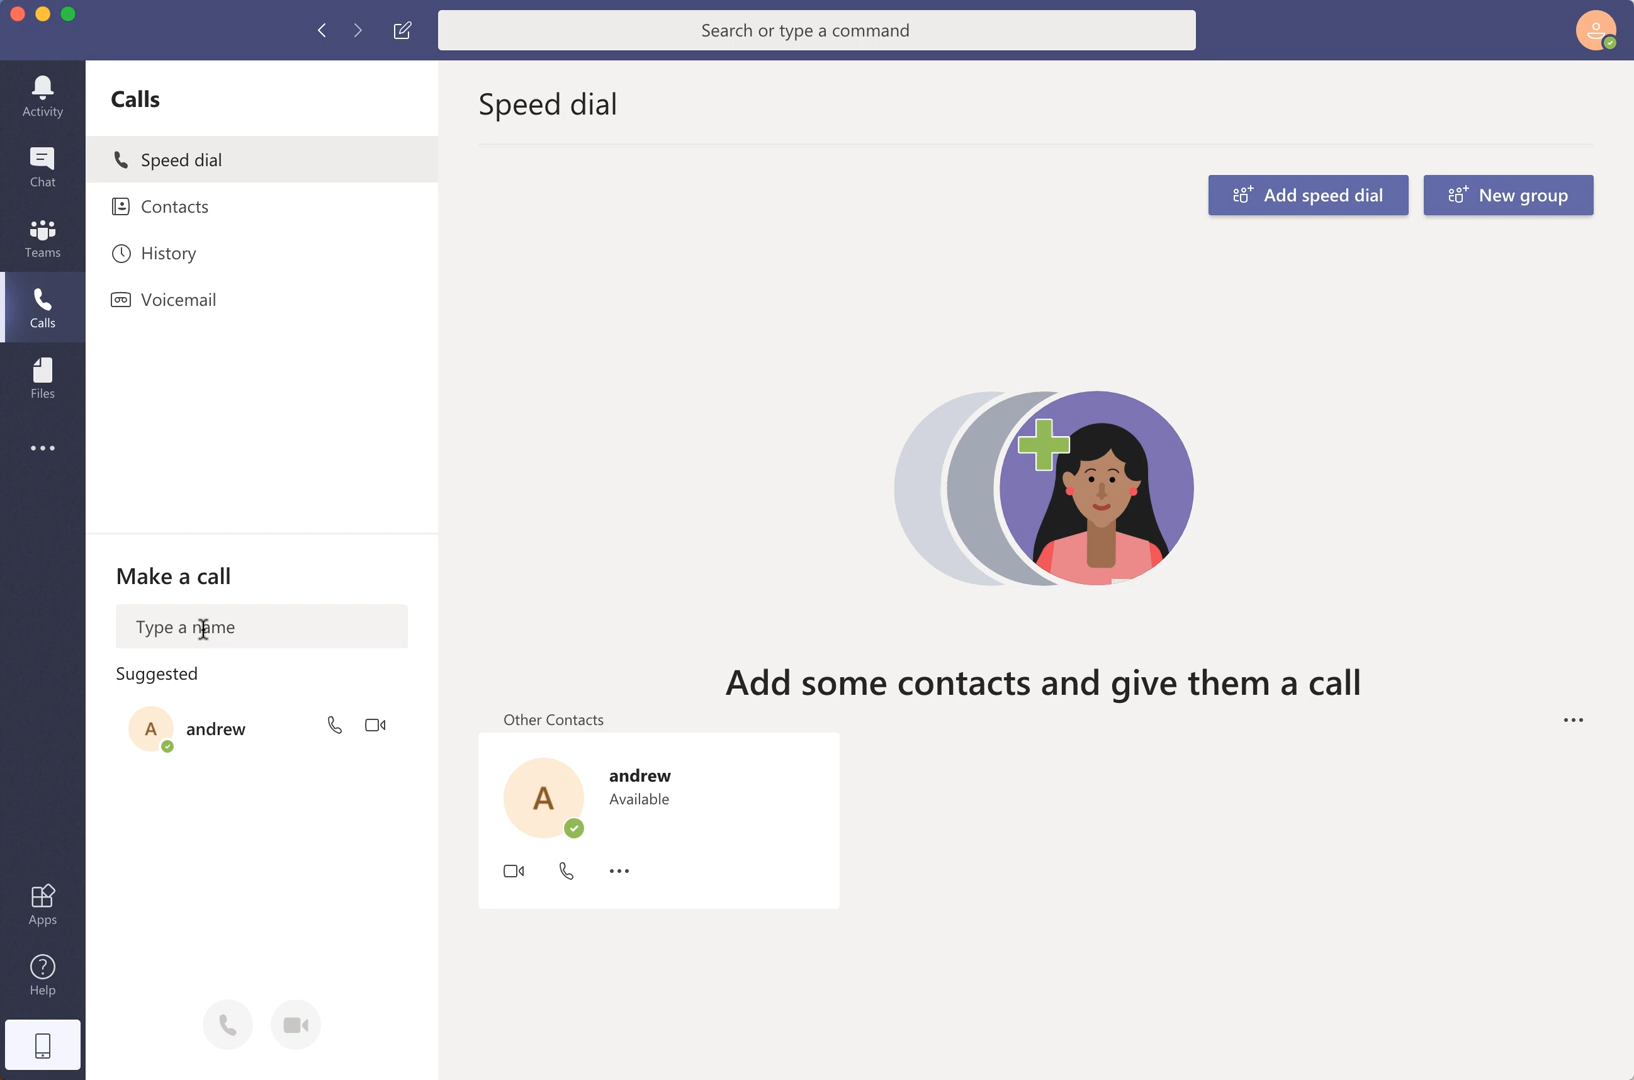 Search or type a command
Activity
Chat
Teams
Calls
Files
Apps
Help
Calls
Speed dial
Contacts
History
Voicemail
Make a call
Type a name
Suggested
A
andrew
Speed dial
Add speed dial
New group
Add some contacts and give them a call
Other Contacts
A
andrew
Available